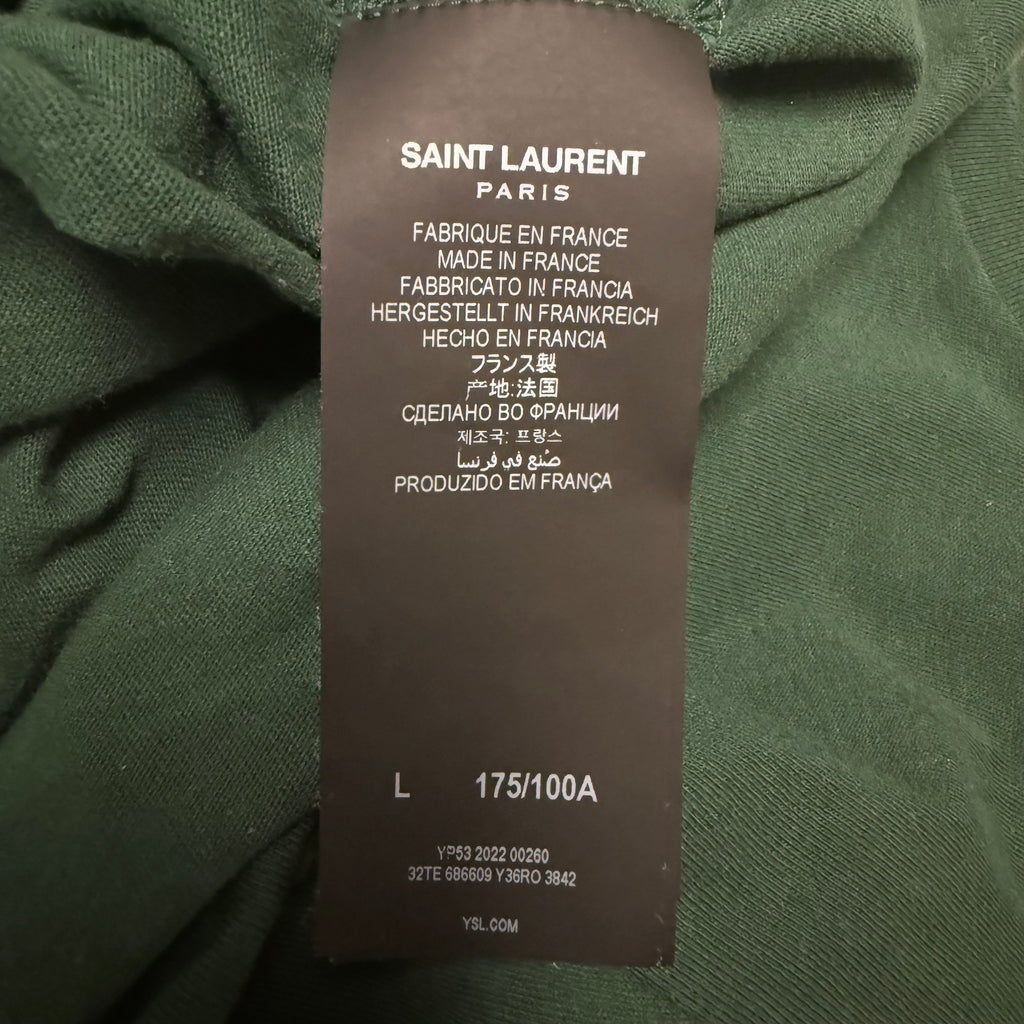 SAINT LAURENT
PARIS
FABRIQUE EN FRANCE
MADE IN FRANCE
FABBRICATO IN FRANCIA
HERGESTELLT IN FRANKREICH
HECHO EN FRANCIA
フランス製
产地:法国
СДЕЛАНО ВО ФРАНЦИИ
제조국: 프랑스
صُنع في فرنسا
PRODUZIDO EM FRANÇA
L 175/100A
YP53 2022 00260
32TE 686609 Y36RO 3842
YSL.COM